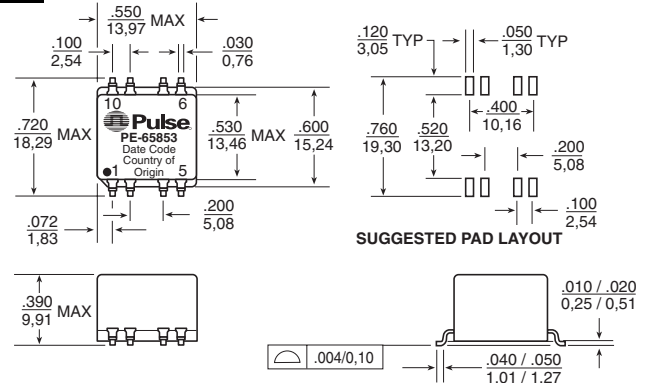 .550
13,97 MAX
.100
2,54
.030
0,76
.720
18,29 MAX
10 6
Pulse
PE-65853
Date Code
Country of
Origin
1 5
.530
13,46 MAX
.600
15,24
.072
1,83
.200
5,08
.120
3,05 TYP
.050
1,30 TYP
.400
10,16
.760
19,30
.520
13,20
.200
5,08
.100
2,54
SUGGESTED PAD LAYOUT
.390
9,91 MAX
.004/0,10
.010 / .020
0,25 / 0,51
.040 / .050
1.01 / 1.27